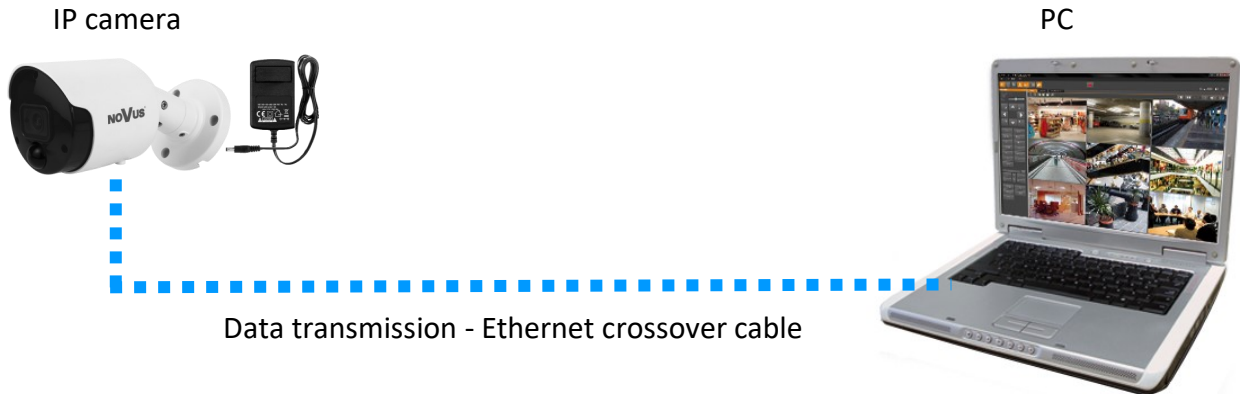 IP camera
PC
NOVUS
Data transmission - Ethernet crossover cable